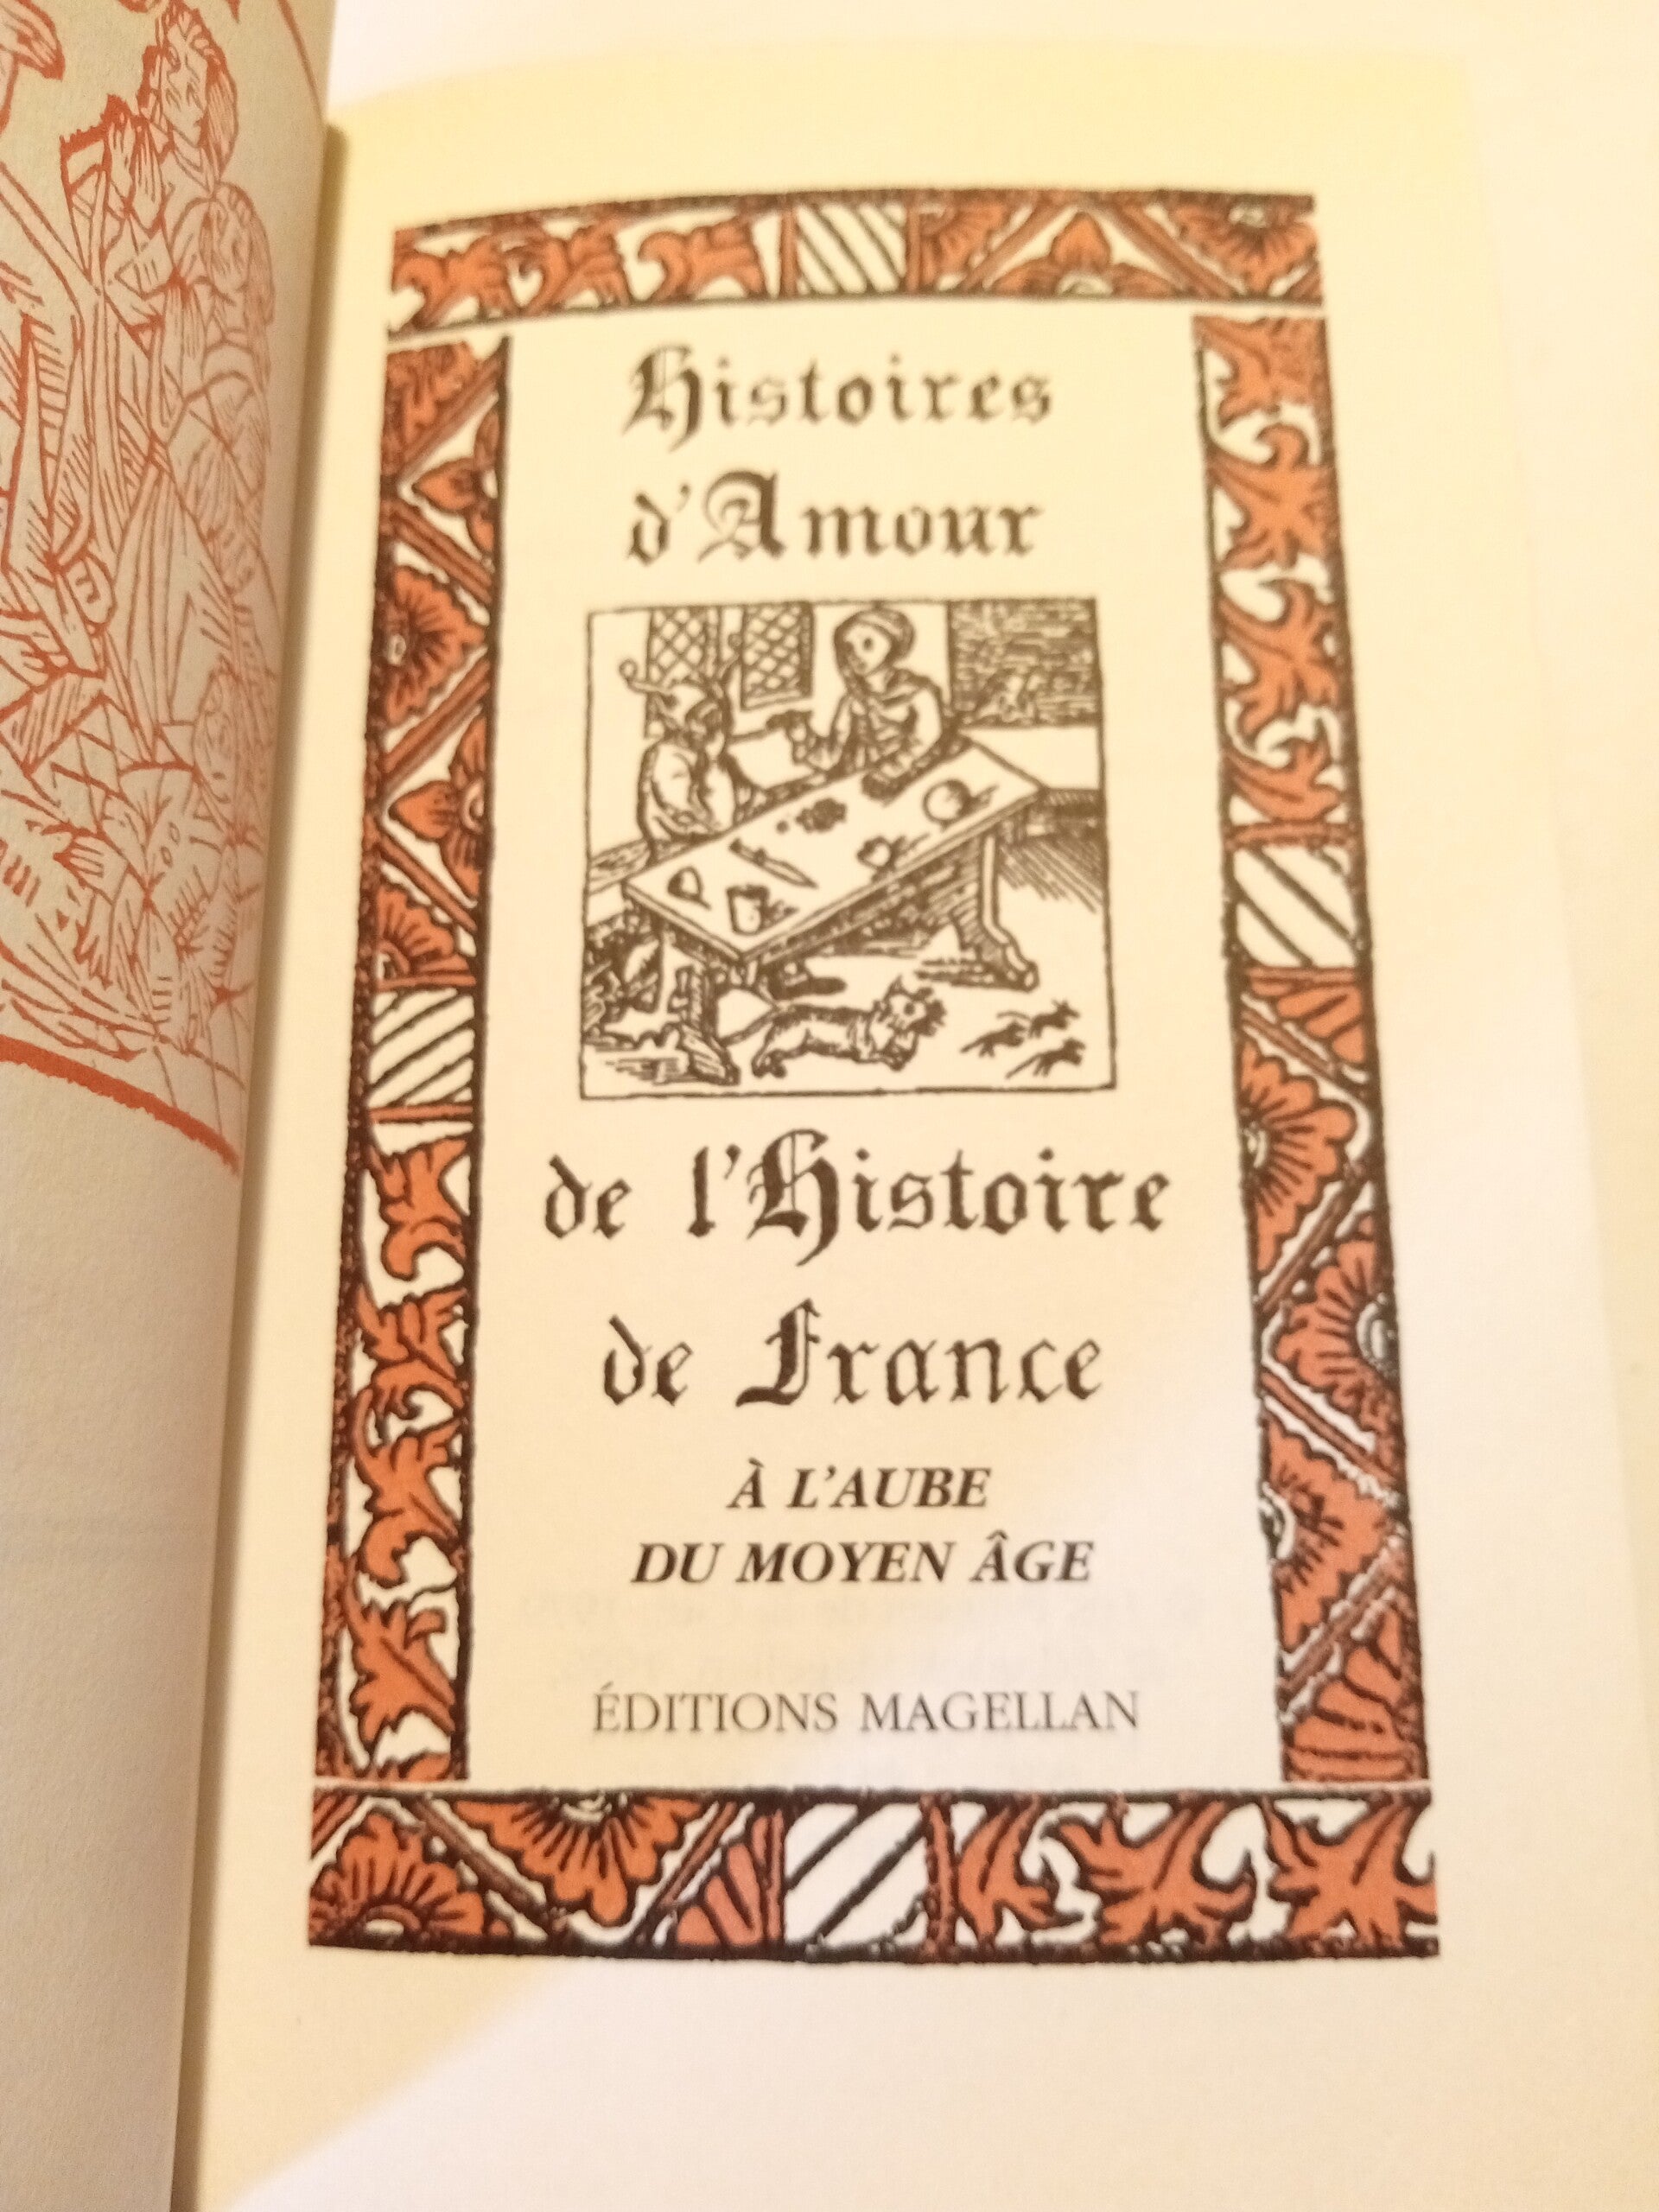 Histoires
d'Amour
de l'Histoire
de France
À L'AUBE
DU MOYEN ÂGE
ÉDITIONS MAGELLAN